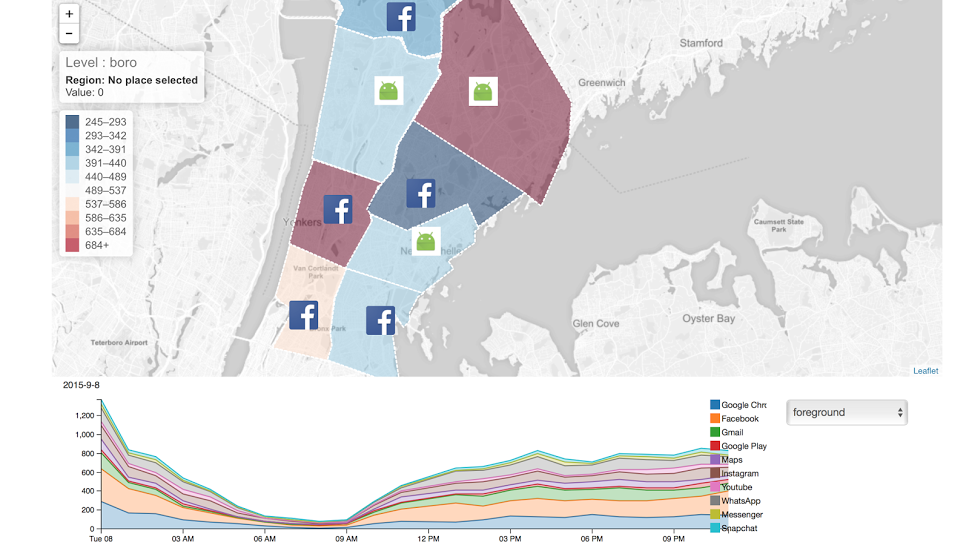 +
−
Level : boro
Region: No place selected
Value: 0
245–293
293–342
342–391
391–440
440–489
489–537
537–586
586–635
635–684
684+
Stamford
Greenwich
Yonkers
Van Cortlandt
Park
Park
Caumsett State
Park
Glen Cove
Oyster Bay
Teterboro Airport
Leaflet
2015-9-8
foreground
Google Chr
Facebook
Gmail
Google Play
Maps
Instagram
Youtube
WhatsApp
Messenger
Snapchat
1,200
1,000
800
600
400
200
0
Tue 08
03 AM
06 AM
09 AM
12 PM
03 PM
06 PM
09 PM